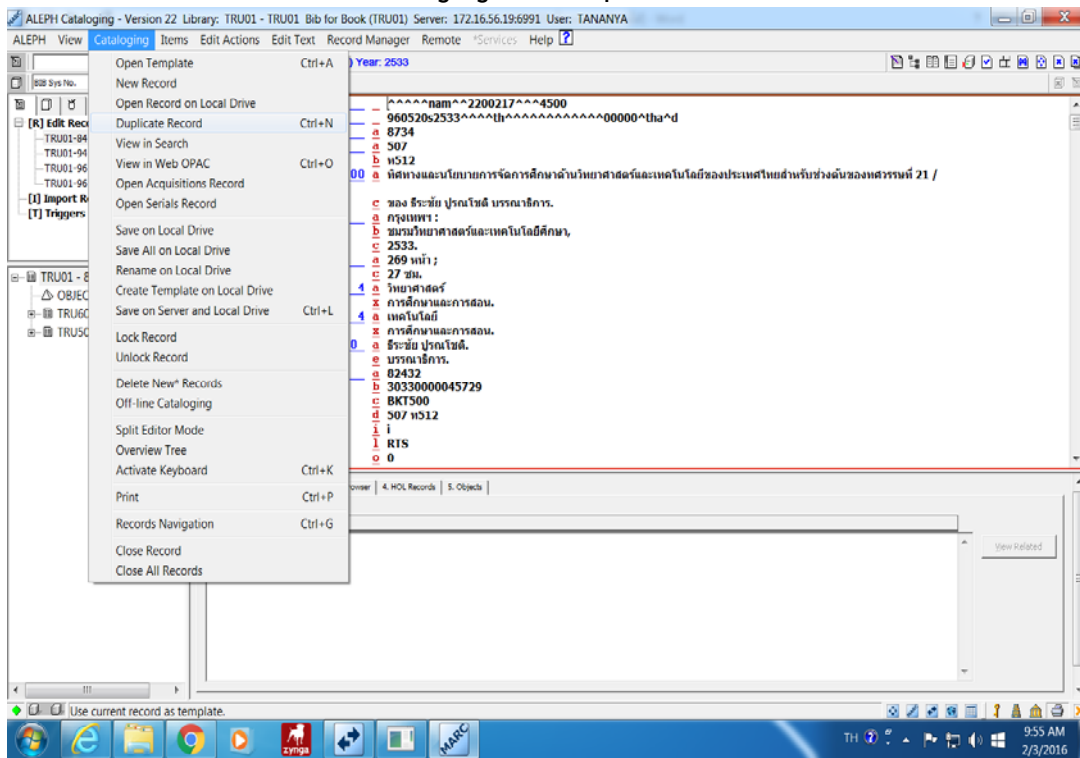 ALEPH Cataloging - Version 22 Library: TRU01 - TRU01 Bib for Book (TRU01) Server: 172.16.56.19:6991 User: TANANYA
ALEPH View Cataloging Items Edit Actions Edit Text Record Manager Remote *Services Help ?
Open Template Ctrl+A
New Record
Open Record on Local Drive
Duplicate Record Ctrl+N
View in Search
View in Web OPAC Ctrl+O
Open Acquisitions Record
Open Serials Record
Save on Local Drive
Save All on Local Drive
Rename on Local Drive
Create Template on Local Drive
Save on Server and Local Drive Ctrl+L
Lock Record
Unlock Record
Delete New* Records
Off-line Cataloging
Split Editor Mode
Overview Tree
Activate Keyboard Ctrl+K
Print Ctrl+P
Records Navigation Ctrl+G
Close Record
Close All Records
) Year: 2533
BIB Sys No.
[R] Edit Reco
TRU01-84
TRU01-94
TRU01-96
TRU01-96
[I] Import R
[T] Triggers
TRU01 - 8
OBJEC
TRU60
TRU50
^^^^^nam^^2200217^^^4500
960520s2533^^^^th^^^^^^^^^^^^00000^tha^d
a 8734
a 507
b ท512
00 a ทิศทางและนโยบายการจัดการศึกษาด้านวิทยาศาสตร์และเทคโนโลยีของประเทศไทยสำหรับช่วงต้นของทศวรรษที่ 21 /
c ของ ธีระชัย ปูรณโชติ บรรณาธิการ.
a กรุงเทพฯ :
b ชมรมวิทยาศาสตร์และเทคโนโลยีศึกษา,
c 2533.
a 269 หน้า ;
c 27 ซม.
4 a วิทยาศาสตร์
x การศึกษาและการสอน.
4 a เทคโนโลยี
x การศึกษาและการสอน.
0 a ธีระชัย ปูรณโชติ.
e บรรณาธิการ.
a 82432
b 30330000045729
c BKT500
d 507 ท512
i i
l RTS
o 0
owser 4. HOL Records 5. Objects
View Related
Use current record as template.
zynga
MARC
TH
9:55 AM
2/3/2016